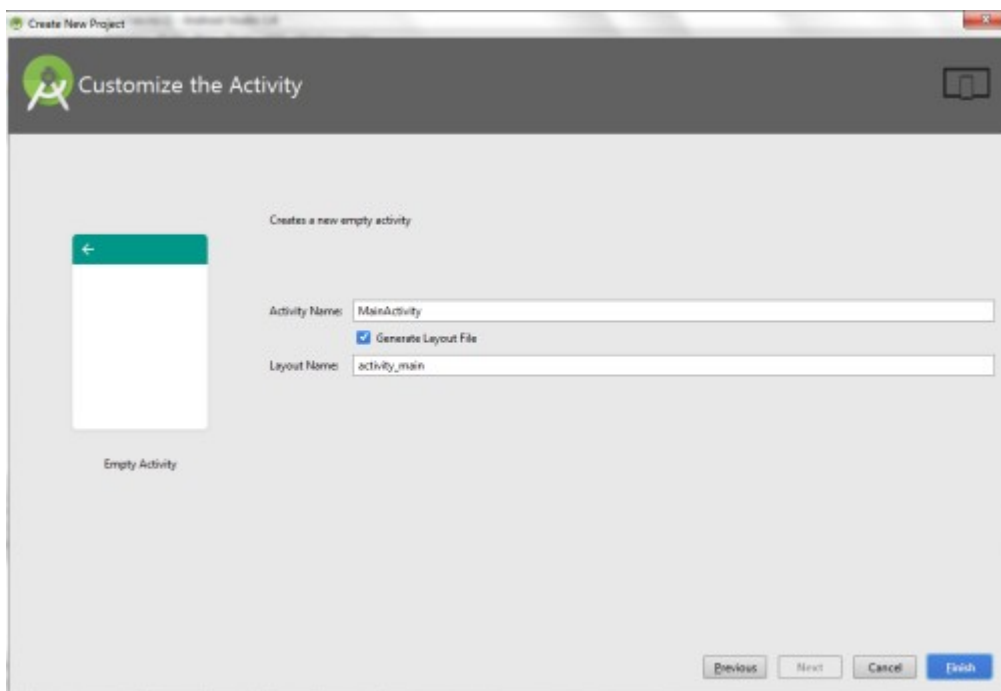 Create New Project
Customize the Activity
Creates a new empty activity
Activity Name: MainActivity
Generate Layout File
Layout Name: activity_main
Empty Activity
Previous Next Cancel Finish